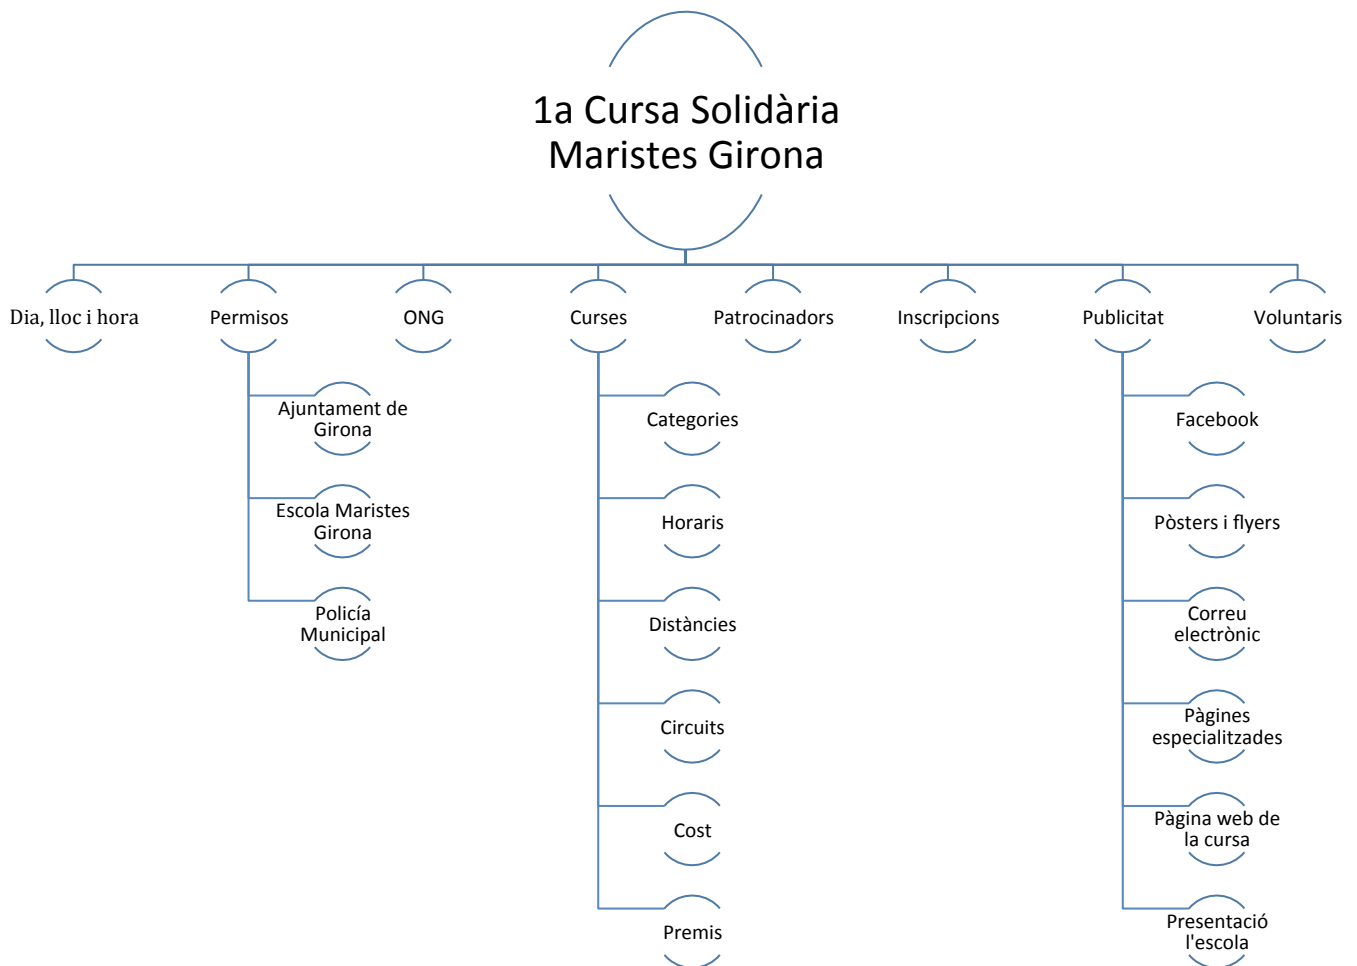 1a Cursa Solidària
Maristes Girona
Dia, lloc i hora
Permisos
ONG
Curses
Patrocinadors
Inscripcions
Publicitat
Voluntaris
Ajuntament de
Girona
Escola Maristes
Girona
Policía
Municipal
Categories
Horaris
Distàncies
Circuits
Cost
Premis
Facebook
Pòsters i flyers
Correu
electrònic
Pàgines
especialitzades
Pàgina web de
la cursa
Presentació
l'escola